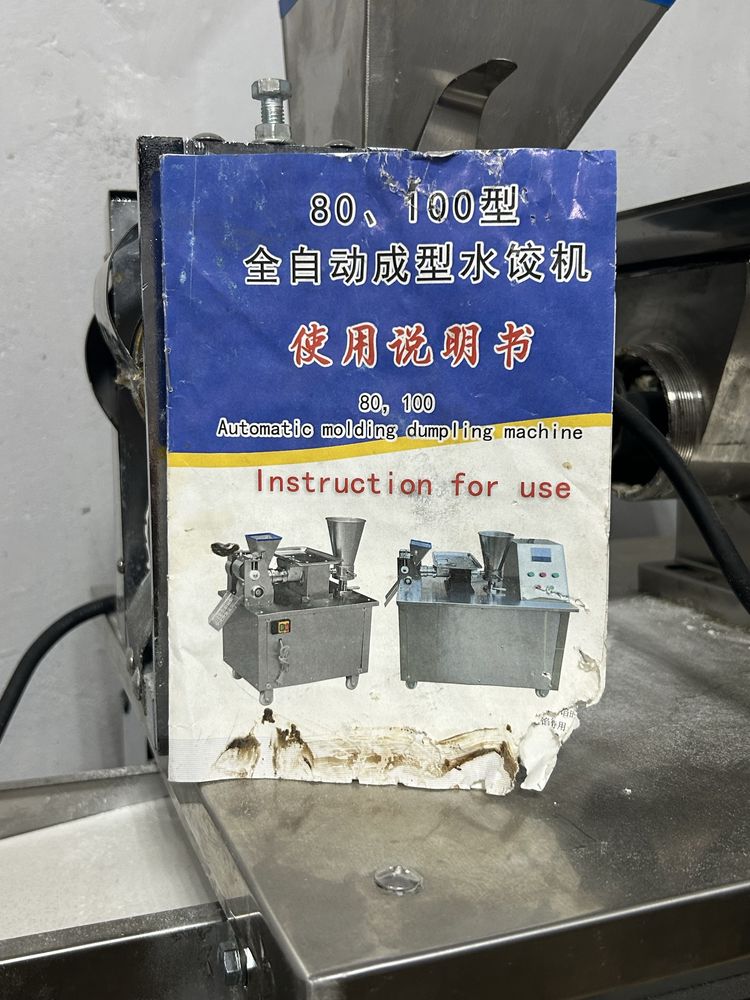 80、100型
全自动成型水饺机
使用说明书
80, 100
Automatic molding dumpling machine
Instruction for use